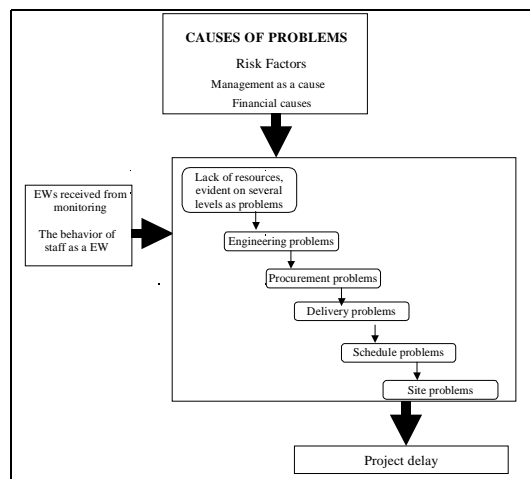 CAUSES OF PROBLEMS
Risk Factors
Management as a cause
Financial causes
EWs received from
monitoring
The behavior of
staff as a EW
Lack of resources,
evident on several
levels as problems
Engineering problems
Procurement problems
Delivery problems
Schedule problems
Site problems
Project delay